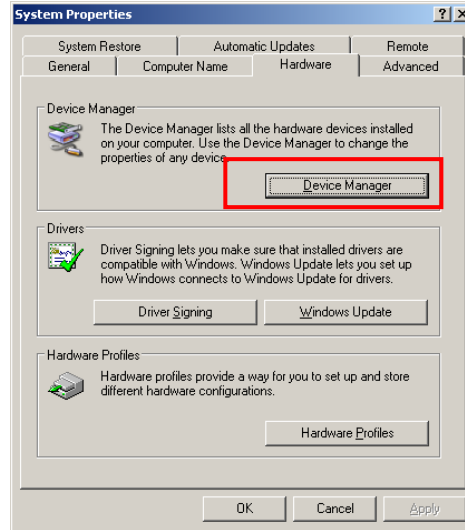 System Properties
System Restore Automatic Updates Remote
General Computer Name Hardware Advanced
Device Manager
The Device Manager lists all the hardware devices installed
on your computer. Use the Device Manager to change the
properties of any device.
Device Manager
Drivers
Driver Signing lets you make sure that installed drivers are
compatible with Windows. Windows Update lets you set up
how Windows connects to Windows Update for drivers.
Driver Signing Windows Update
Hardware Profiles
Hardware profiles provide a way for you to set up and store
different hardware configurations.
Hardware Profiles
OK Cancel Apply